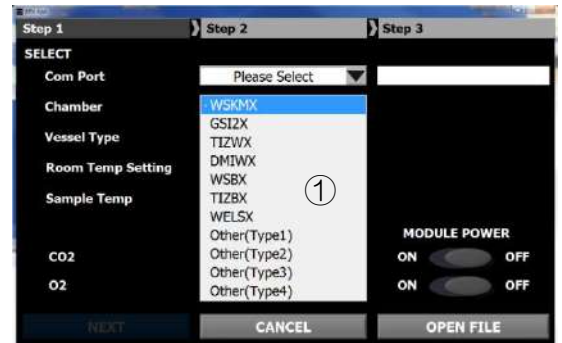 Step 1 Step 2 Step 3
SELECT
Com Port Please Select
Chamber WSKMX
GSI2X
Vessel Type TIZWX
DMIWX
Room Temp Setting WSBX
Sample Temp TIZBX
WELSX
①
Other(Type1) MODULE POWER
CO2 Other(Type2) ON OFF
Other(Type3)
O2 Other(Type4) ON OFF
NEXT CANCEL OPEN FILE